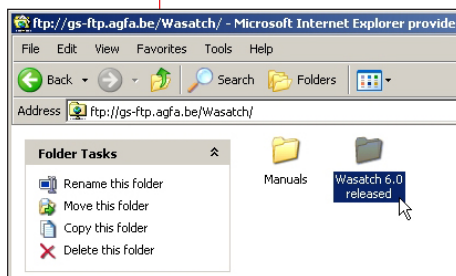 ftp://gs-ftp.agfa.be/Wasatch/ - Microsoft Internet Explorer provide
File Edit View Favorites Tools Help
Back Search Folders
Address ftp://gs-ftp.agfa.be/Wasatch/
Folder Tasks
Rename this folder
Move this folder
Copy this folder
Delete this folder
Manuals
Wasatch 6.0
released